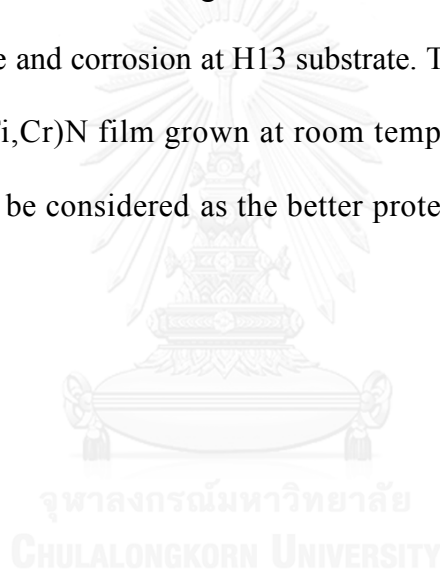 e and corrosion at H13 substrate. T
i,Cr)N film grown at room temp
be considered as the better prote
จุฬาลงกรณ์มหาวิทยาลัย
CHULALONGKORN UNIVERSITY